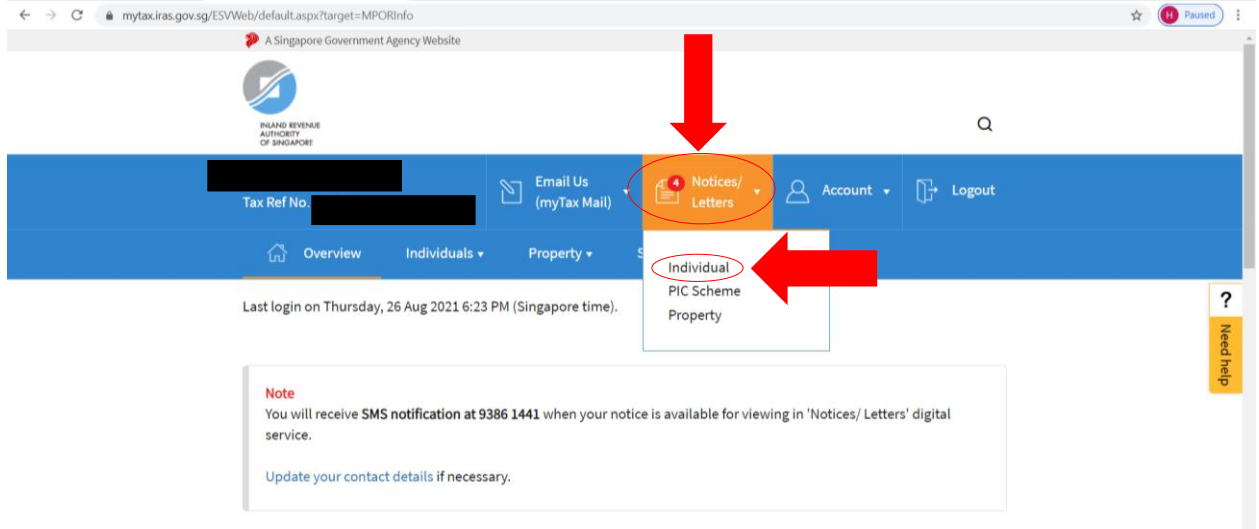 mytax.iras.gov.sg/ESVWeb/default.aspx?target=MPORInfo
H Paused
A Singapore Government Agency Website
INLAND REVENUE
AUTHORITY
OF SINGAPORE
Tax Ref No.
Email Us
(myTax Mail)
4
Notices/
Letters
Account
Logout
Overview
Individuals
Property
S
Individual
PIC Scheme
Property
Last login on Thursday, 26 Aug 2021 6:23 PM (Singapore time).
?
Need help
Note
You will receive SMS notification at 9386 1441 when your notice is available for viewing in 'Notices/ Letters' digital
service.
Update your contact details if necessary.